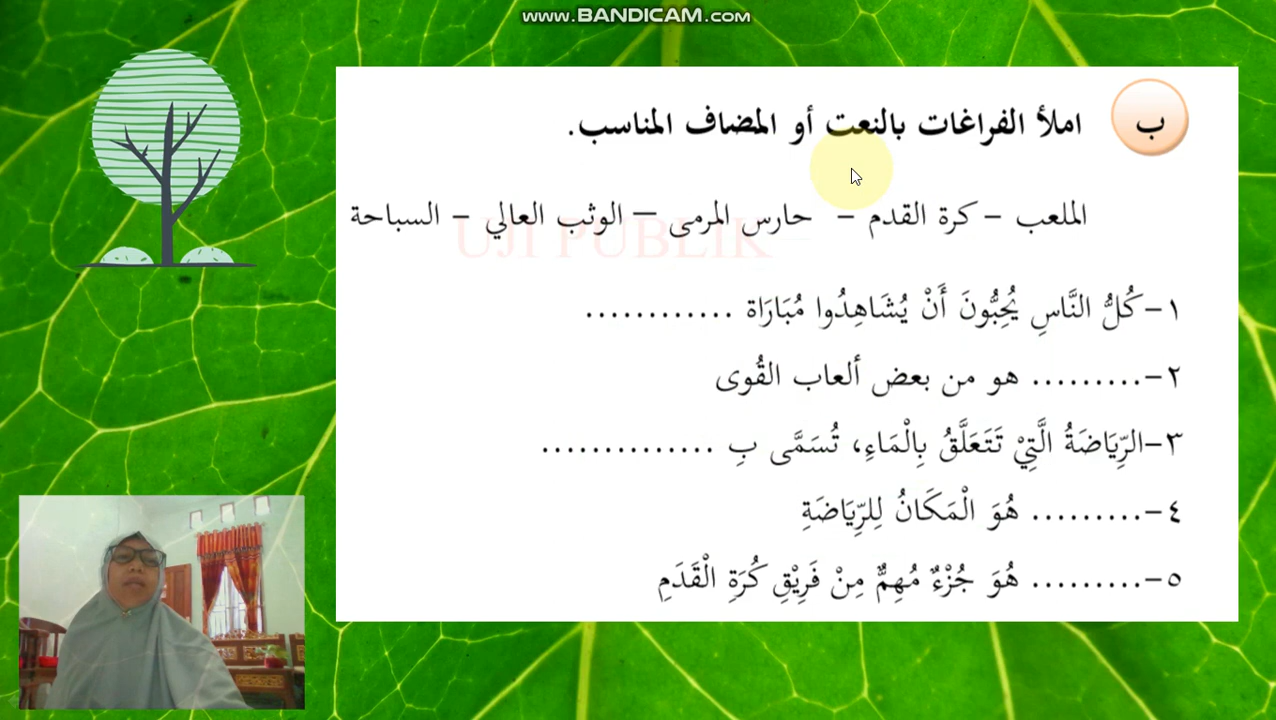 WWW.BANDICAM.COM
ب
املأ الفراغات بالنعت أو المضاف المناسب.
الملعب – كرة القدم – حارس المرمى – الوثب العالي – السباحة
UJI PUBLIK
١-كُلُّ النَّاسِ يُحِبُّونَ أَنْ يُشَاهِدُوا مُبَارَاة ............
٢-.......... هو من بعض ألعاب القُوى
٣-الرِّيَاضَةُ الَّتِيْ تَتَعَلَّقُ بِالْمَاءِ، تُسَمَّى بِ ..............
٤-.......... هُوَ الْمَكَانُ لِلرِّيَاضَةِ
٥-.......... هُوَ جُزْءٌ مُهِمٌّ مِنْ فَرِيْقِ كُرَةِ الْقَدَمِ